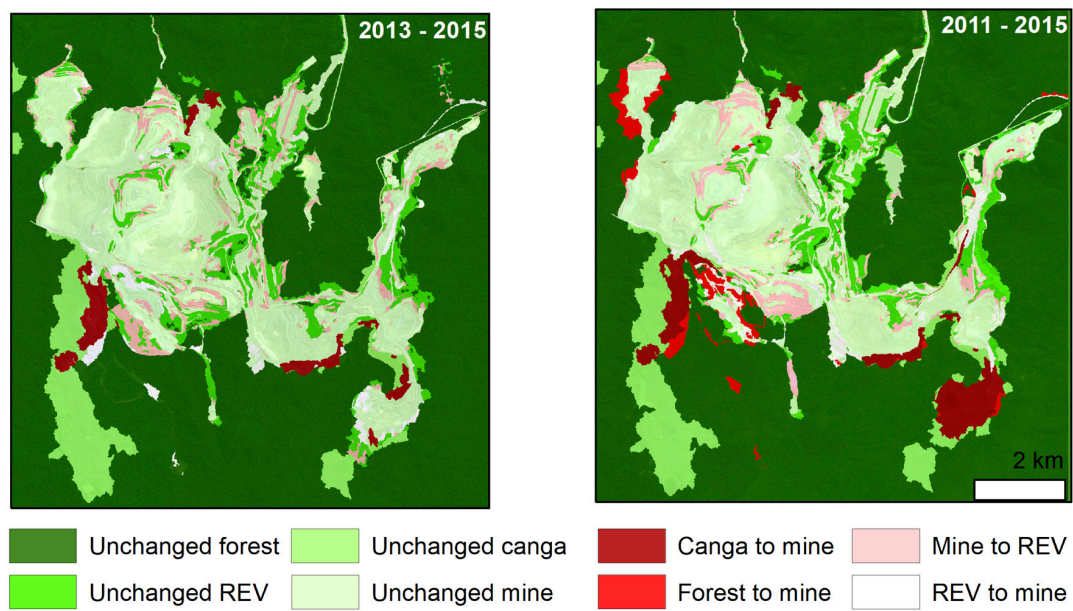 2013 - 2015
2011 - 2015
2 km
Unchanged forest
Unchanged canga
Canga to mine
Mine to REV
Unchanged REV
Unchanged mine
Forest to mine
REV to mine